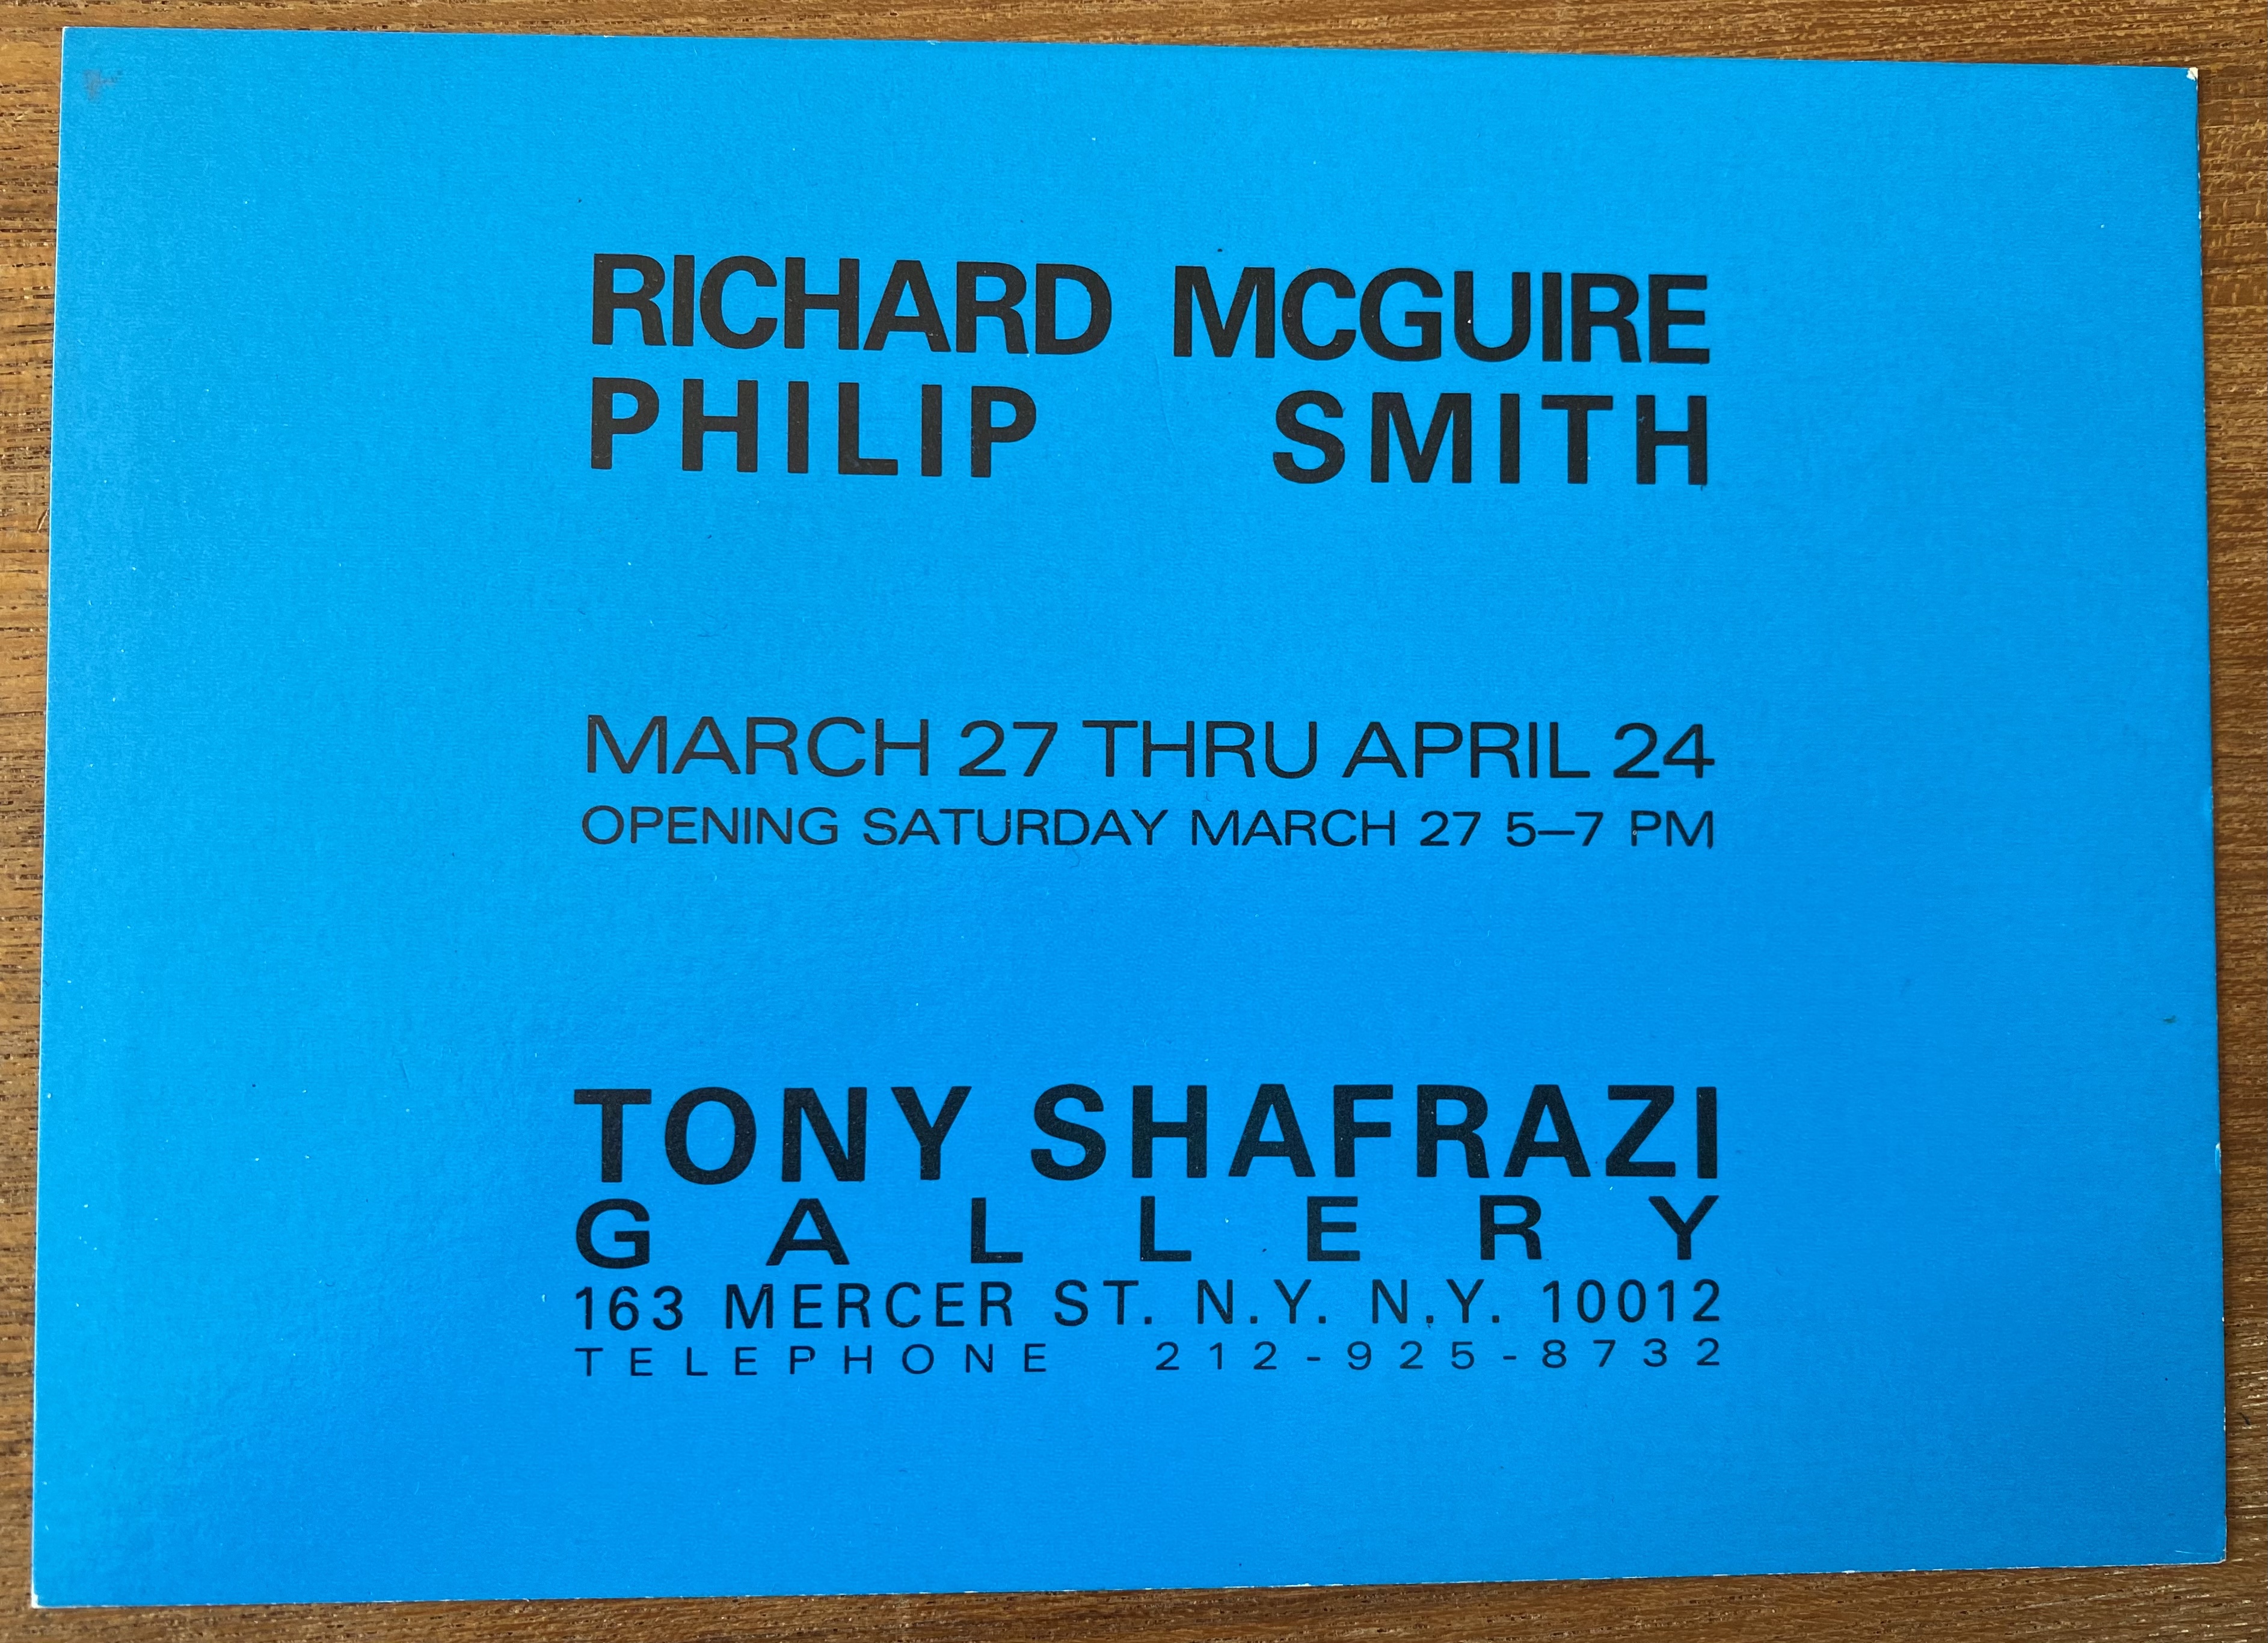 RICHARD MCGUIRE
PHILIP SMITH
MARCH 27 THRU APRIL 24
OPENING SATURDAY MARCH 27 5–7 PM
TONY SHAFRAZI
GALLERY
163 MERCER ST. N.Y. N.Y. 10012
TELEPHONE 212-925-8732